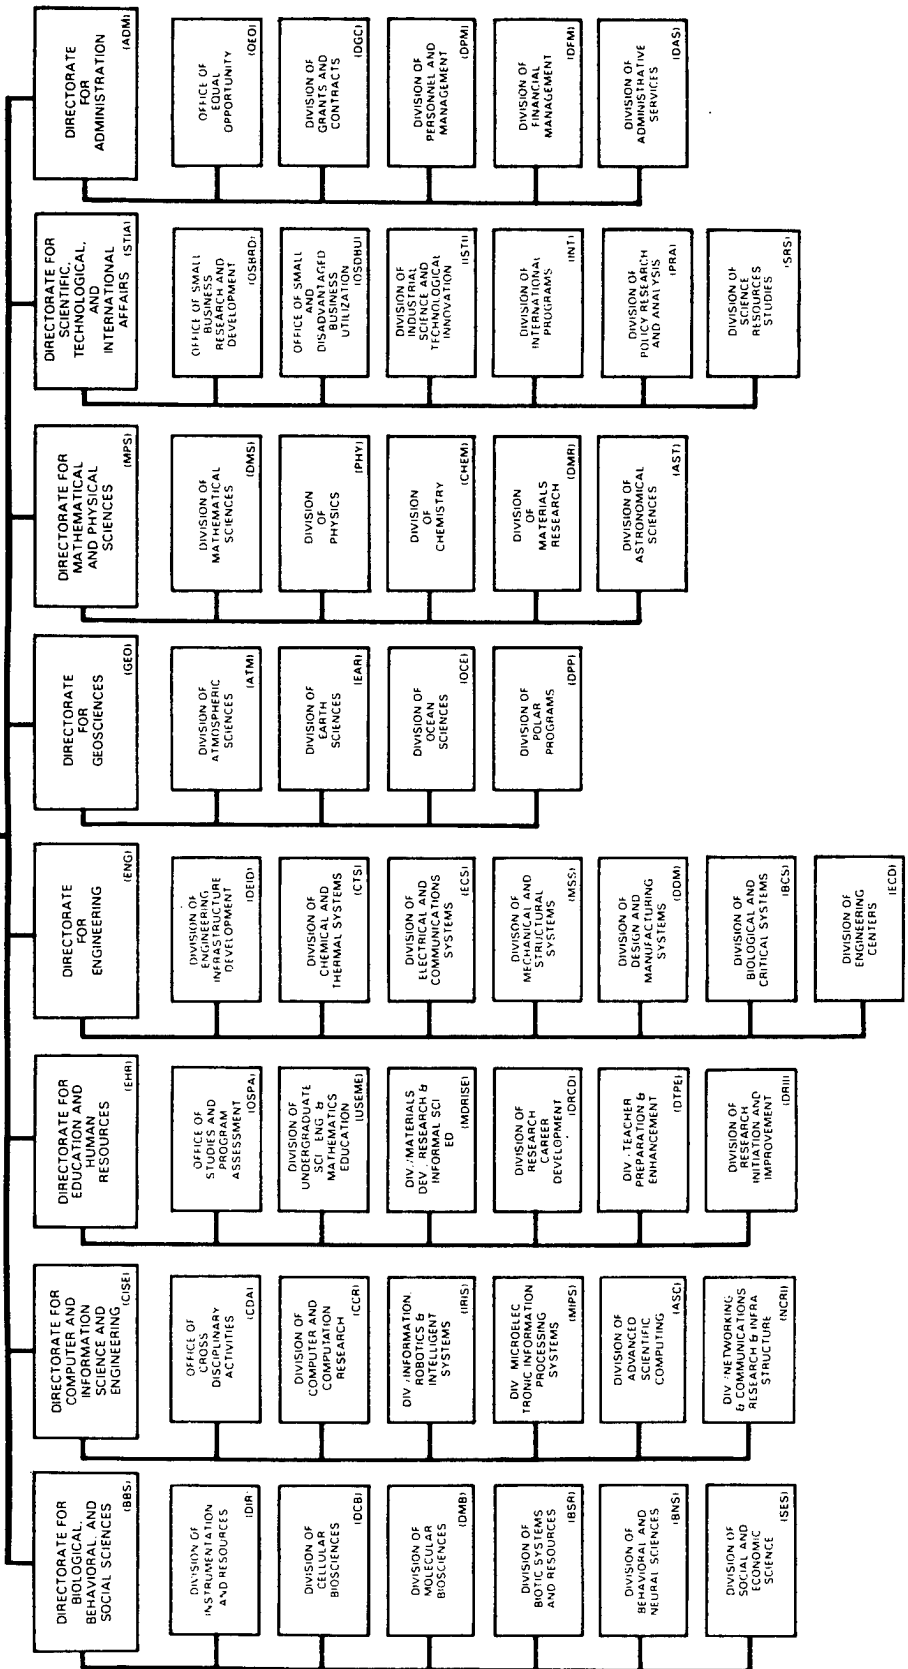 DIRECTORATE FOR
BIOLOGICAL,
BEHAVIORAL, AND
SOCIAL SCIENCES
(BBS)
DIVISION OF
INSTRUMENTATION
AND RESOURCES
(DIR)
DIVISION OF
CELLULAR
BIOSCIENCES
(DCB)
DIVISION OF
MOLECULAR
BIOSCIENCES
(DMB)
DIVISION OF
BIOTIC SYSTEMS
AND RESOURCES
(BSR)
DIVISION OF
BEHAVIORAL AND
NEURAL SCIENCES
(BNS)
DIVISION OF
SOCIAL AND
ECONOMIC
SCIENCE
(SES)
DIRECTORATE FOR
COMPUTER AND
INFORMATION
SCIENCE AND
ENGINEERING
(CISE)
OFFICE OF
CROSS
DISCIPLINARY
ACTIVITIES
(CDA)
DIVISION OF
COMPUTER AND
COMPUTATION
RESEARCH
(CCR)
DIV./INFORMATION,
ROBOTICS &
INTELLIGENT
SYSTEMS
(IRIS)
DIV. MICROELEC
TRONIC INFORMATION
PROCESSING
SYSTEMS
(MIPS)
DIVISION OF
ADVANCED
SCIENTIFIC
COMPUTING
(ASC)
DIV./NETWORKING
& COMMUNICATIONS
RESEARCH & INFRA
STRUCTURE
(NCRI)
DIRECTORATE FOR
EDUCATION AND
HUMAN
RESOURCES
(EHR)
OFFICE OF
STUDIES AND
PROGRAM
ASSESSMENT
(OSPA)
DIVISION OF
UNDERGRADUATE
SCI ENG &
MATHEMATICS
EDUCATION
(USEME)
DIV./MATERIALS
DEV., RESEARCH &
INFORMAL SCI
ED
(MDRISE)
DIVISION OF
RESEARCH
CAREER
DEVELOPMENT
(DRCD)
DIV./TEACHER
PREPARATION &
ENHANCEMENT
(DTPE)
DIVISION OF
RESEARCH
INITIATION AND
IMPROVEMENT
(DRII)
DIRECTORATE
FOR
ENGINEERING
(ENG)
DIVISION OF
ENGINEERING
INFRASTRUCTURE
DEVELOPMENT
(DEID)
DIVISION OF
CHEMICAL AND
THERMAL SYSTEMS
(CTS)
DIVISION OF
ELECTRICAL AND
COMMUNICATIONS
SYSTEMS
(ECS)
DIVISION OF
MECHANICAL AND
STRUCTURAL
SYSTEMS
(MSS)
DIVISION OF
DESIGN AND
MANUFACTURING
SYSTEMS
(DDM)
DIVISION OF
BIOLOGICAL AND
CRITICAL SYSTEMS
(BCS)
DIVISION OF
ENGINEERING
CENTERS
(ECD)
DIRECTORATE
FOR
GEOSCIENCES
(GEO)
DIVISION OF
ATMOSPHERIC
SCIENCES
(ATM)
DIVISION OF
EARTH
SCIENCES
(EAR)
DIVISION OF
OCEAN
SCIENCES
(OCE)
DIVISION OF
POLAR
PROGRAMS
(DPP)
DIRECTORATE FOR
MATHEMATICAL
AND PHYSICAL
SCIENCES
(MPS)
DIVISION OF
MATHEMATICAL
SCIENCES
(DMS)
DIVISION
OF
PHYSICS
(PHY)
DIVISION
OF
CHEMISTRY
(CHEM)
DIVISION
OF
MATERIALS
RESEARCH
(DMR)
DIVISION OF
ASTRONOMICAL
SCIENCES
(AST)
DIRECTORATE FOR
SCIENTIFIC,
TECHNOLOGICAL,
AND
INTERNATIONAL
AFFAIRS (STIA)
OFFICE OF SMALL
BUSINESS
RESEARCH AND
DEVELOPMENT
(OSBRD)
OFFICE OF SMALL
AND
DISADVANTAGED
BUSINESS
UTILIZATION
(OSDBU)
DIVISION OF
INDUSTRIAL
SCIENCE AND
TECHNOLOGICAL
INNOVATION
(ISTI)
DIVISION OF
INTERNATIONAL
PROGRAMS
(INT)
DIVISION OF
POLICY RESEARCH
AND ANALYSIS
(PRA)
DIVISION OF
SCIENCE
RESOURCES
STUDIES
(SRS)
DIRECTORATE
FOR
ADMINISTRATION
(ADM)
OFFICE OF
EQUAL
OPPORTUNITY
(OEO)
DIVISION OF
GRANTS AND
CONTRACTS
(DGC)
DIVISION OF
PERSONNEL AND
MANAGEMENT
(DPM)
DIVISION OF
FINANCIAL
MANAGEMENT
(DFM)
DIVISION OF
ADMINISTRATIVE
SERVICES
(DAS)